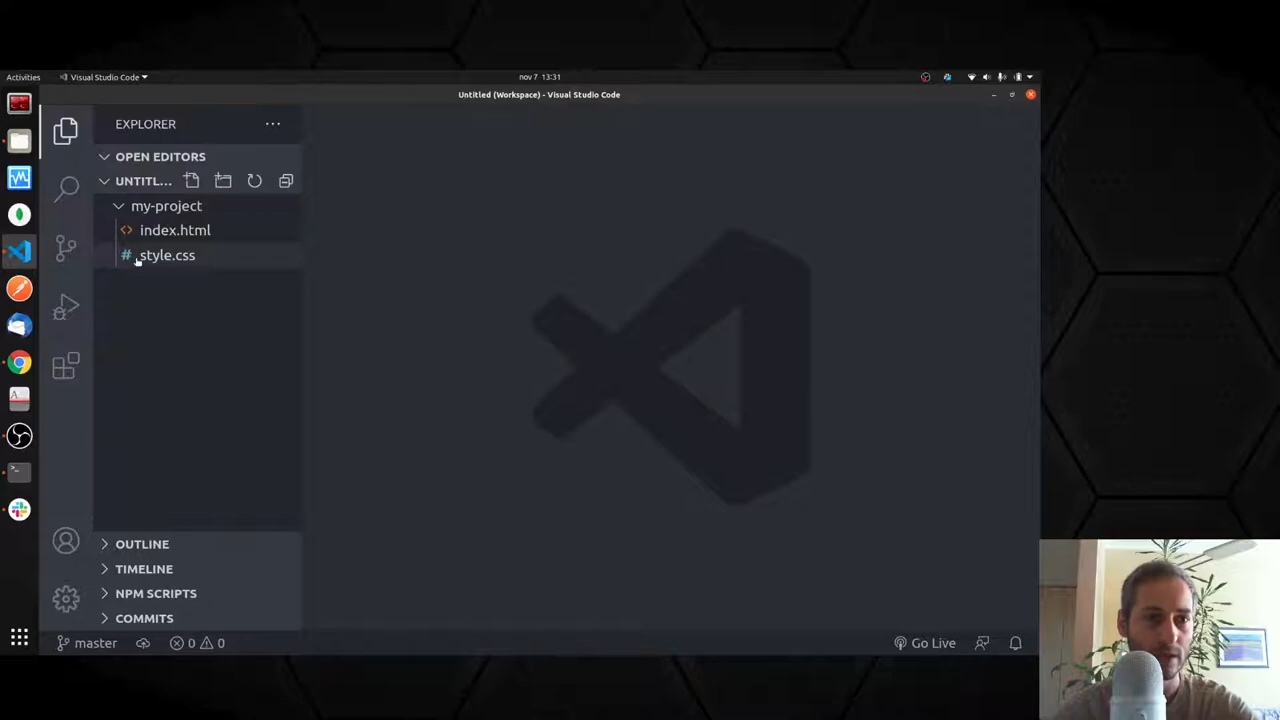 Activities
Visual Studio Code
nov 7 13:31
Untitled (Workspace) - Visual Studio Code
EXPLORER
OPEN EDITORS
UNTITL...
my-project
<> index.html
# style.css
OUTLINE
TIMELINE
NPM SCRIPTS
COMMITS
master
0
0
Go Live